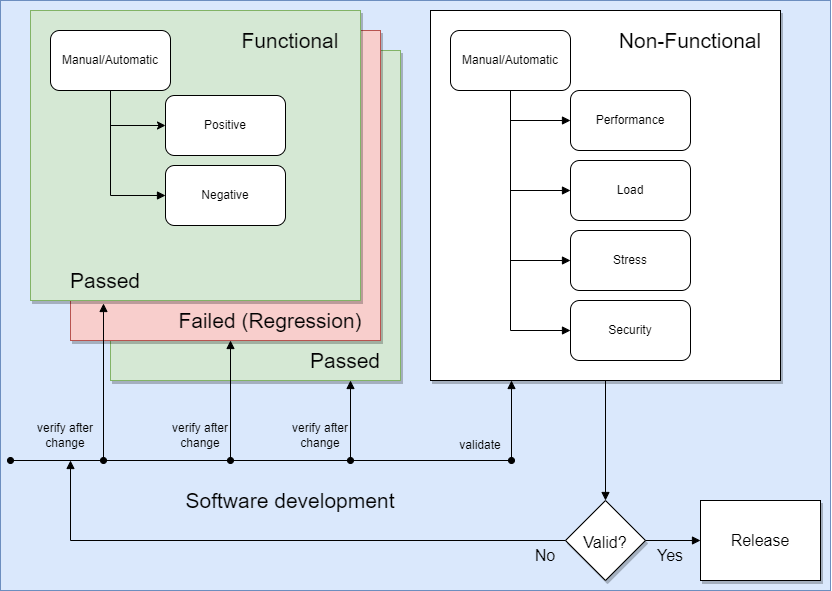 Functional
Manual/Automatic
Positive
Negative
Passed
Failed (Regression)
Passed
Non-Functional
Manual/Automatic
Performance
Load
Stress
Security
verify after
change
verify after
change
verify after
change
validate
Software development
Valid?
No
Yes
Release